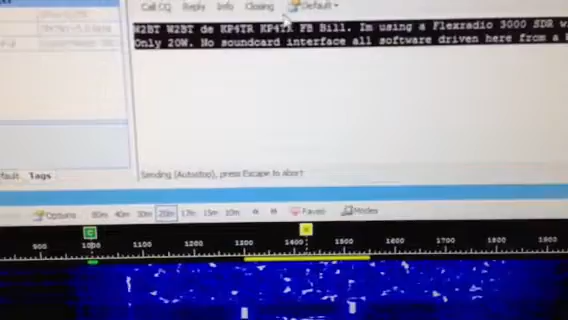 Call CQ Reply Info Closing Default
W2BT W2BT de KP4TR KP4TR FB Bill. Im using a Flexradio 3000 SDR
Only 20W. No soundcard interface all software driven here from a
Tags
Sending (Autostop), press Escape to abort
Options 80m 40m 30m 20m 17m 15m 10m Faves Modes
900 1000 1100 1200 1300 1400 1500 1600 1700 1800 1900